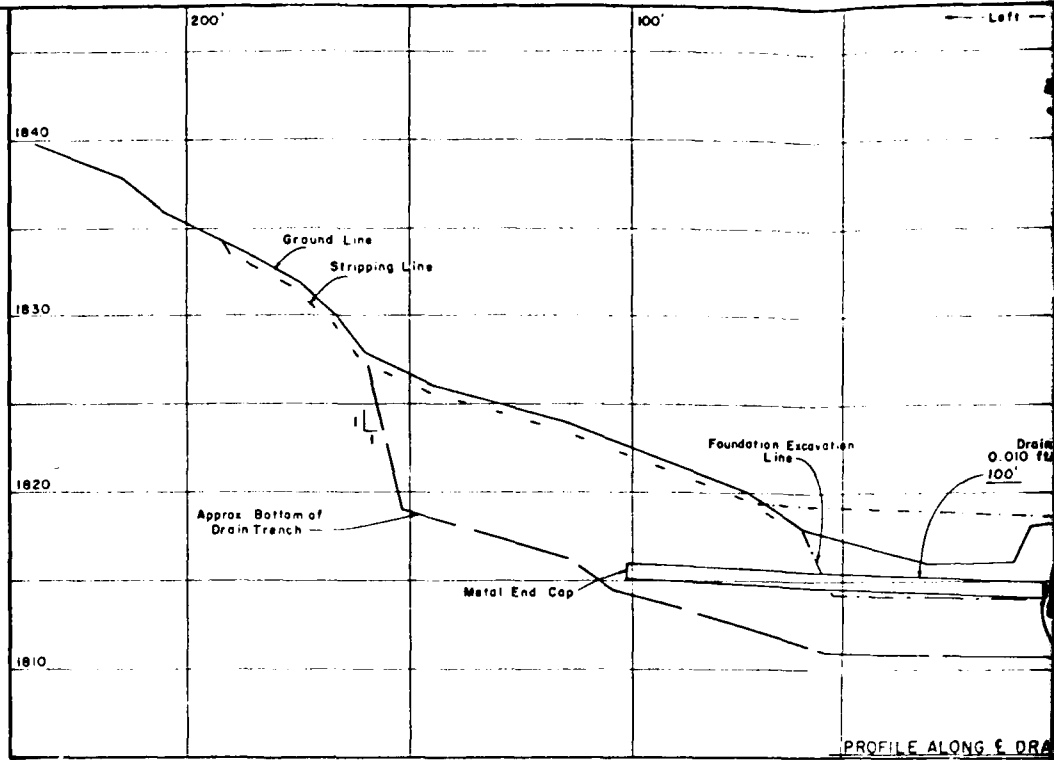 200'
100'
Left
1840
Ground Line
Stripping Line
1830
1
1
Foundation Excavation
Line
Drain
0.010 ft/
100'
1820
Approx Bottom of
Drain Trench
Metal End Cap
1810
PROFILE ALONG ℄ DRA